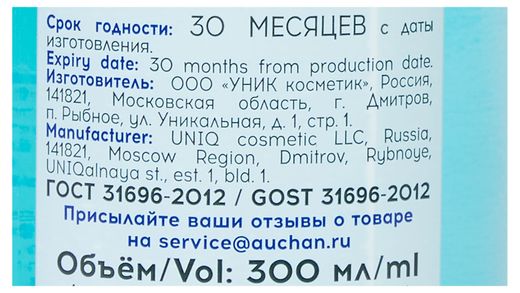 Срок годности: 30 МЕСЯЦЕВ с даты
изготовления.
Expiry date: 30 months from production date.
Изготовитель: ООО «УНИК косметик», Россия,
141821, Московская область, г. Дмитров,
п. Рыбное, ул. Уникальная, д. 1, стр. 1.
Manufacturer: UNIQ cosmetic LLC, Russia,
141821, Moscow Region, Dmitrov, Rybnoye,
UNIQalnaya st., est. 1, bld. 1.
ГОСТ 31696-2012 / GOST 31696-2012
Присылайте ваши отзывы о товаре
на service@auchan.ru
Объём/Vol: 300 мл/ml